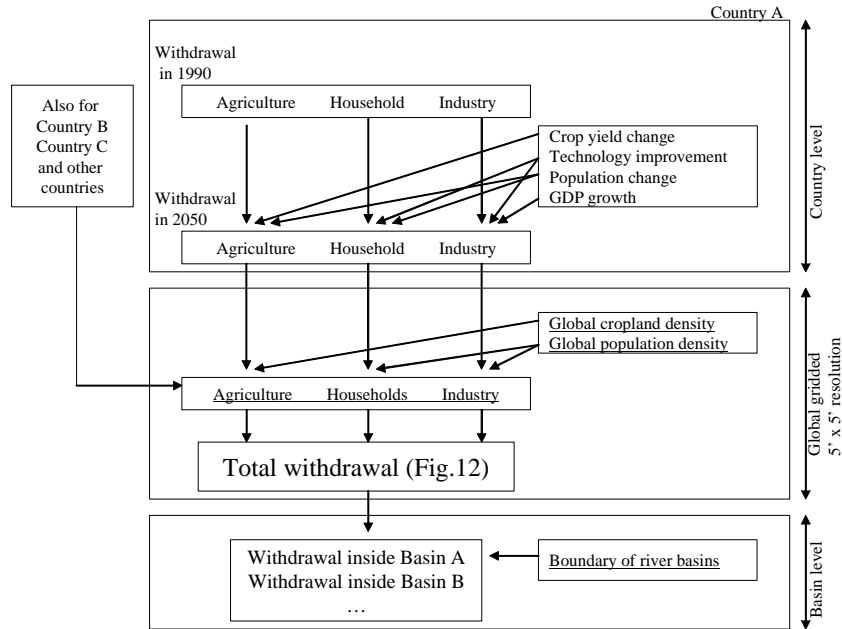 Country A
Withdrawal
in 1990
Agriculture Household Industry
Also for
Country B
Country C
and other
countries
Crop yield change
Technology improvement
Population change
GDP growth
Country level
Withdrawal
in 2050
Agriculture Household Industry
Global cropland density
Global population density
Global gridded
5’ x 5’ resolution
Agriculture Households Industry
Total withdrawal (Fig.12)
Withdrawal inside Basin A
Withdrawal inside Basin B
…
Boundary of river basins
Basin level